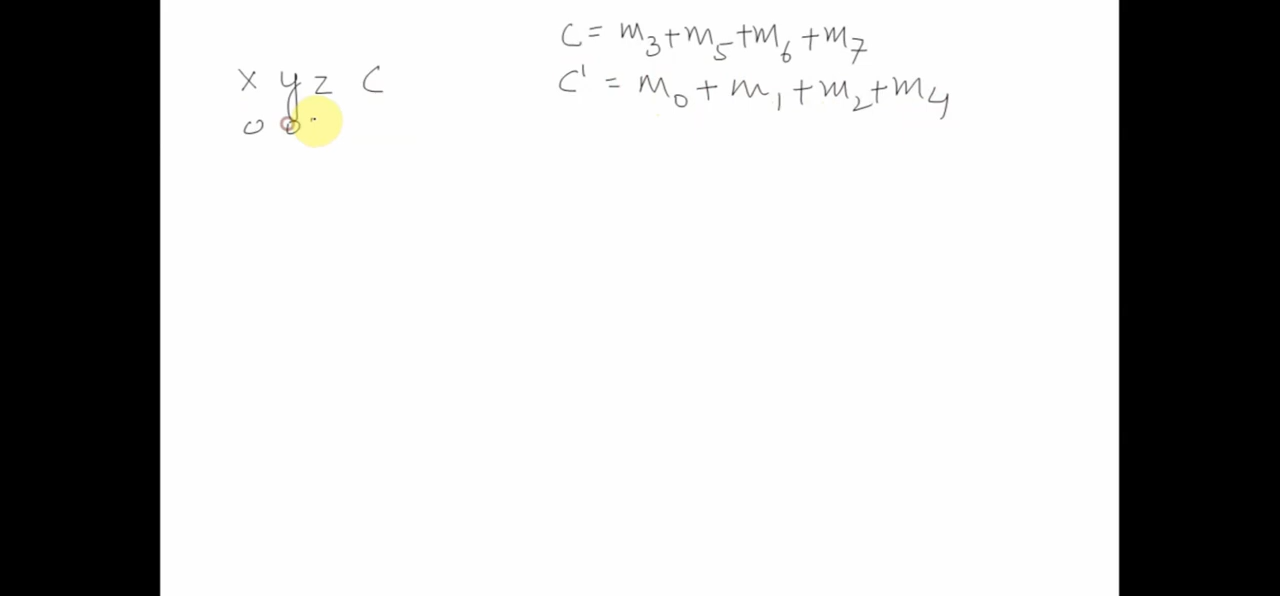 C = m₃+m₅+m₆+m₇
x y z C
C' = m₀+m₁+m₂+m₄
0 0